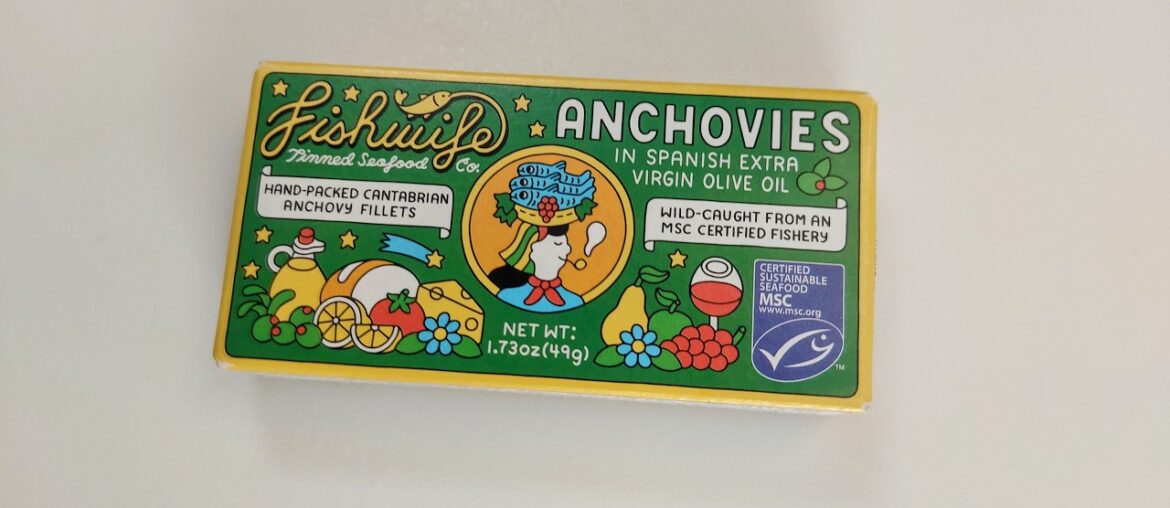 Fishwife
Tinned Seafood Co.
HAND-PACKED CANTABRIAN
ANCHOVY FILLETS
ANCHOVIES
IN SPANISH EXTRA
VIRGIN OLIVE OIL
WILD-CAUGHT FROM AN
MSC CERTIFIED FISHERY
NET WT:
1.73oz(49g)
CERTIFIED
SUSTAINABLE
SEAFOOD
MSC
www.msc.org
TM